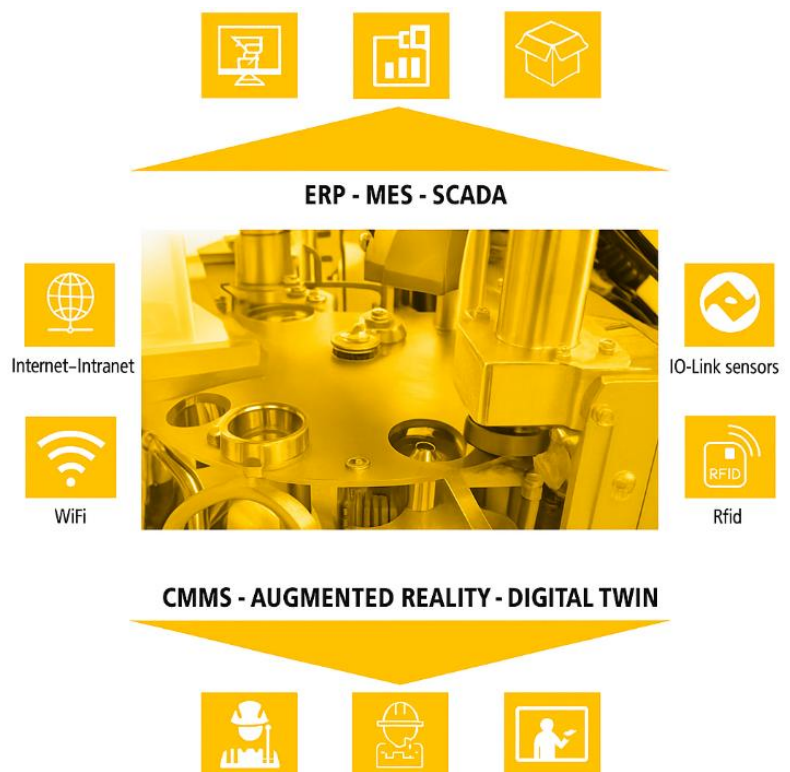 ERP - MES - SCADA
Internet–Intranet
IO-Link sensors
WiFi
RFID
Rfid
CMMS - AUGMENTED REALITY - DIGITAL TWIN